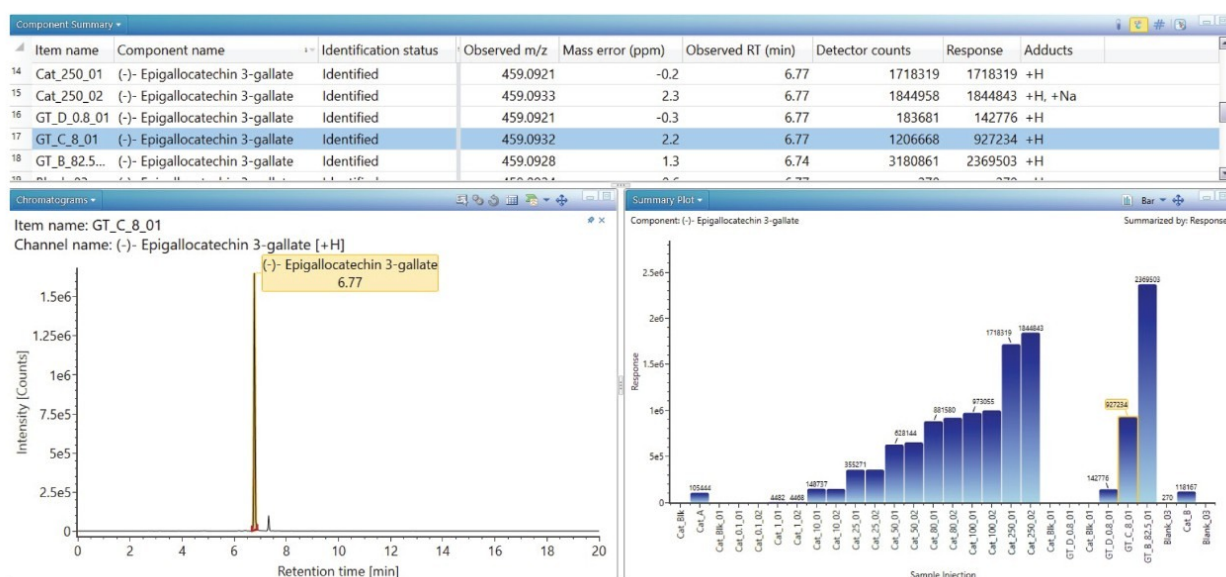 Component Summary
Item name Component name Identification status Observed m/z Mass error (ppm) Observed RT (min) Detector counts Response Adducts
14 Cat_250_01 (-)- Epigallocatechin 3-gallate Identified 459.0921 -0.2 6.77 1718319 1718319 +H
15 Cat_250_02 (-)- Epigallocatechin 3-gallate Identified 459.0933 2.3 6.77 1844958 1844843 +H, +Na
16 GT_D_0.8_01 (-)- Epigallocatechin 3-gallate Identified 459.0921 -0.3 6.77 183681 142776 +H
17 GT_C_8_01 (-)- Epigallocatechin 3-gallate Identified 459.0932 2.2 6.77 1206668 927234 +H
18 GT_B_82.5... (-)- Epigallocatechin 3-gallate Identified 459.0928 1.3 6.74 3180861 2369503 +H
Chromatograms
Item name: GT_C_8_01
Channel name: (-)- Epigallocatechin 3-gallate [+H]
(-)- Epigallocatechin 3-gallate
6.77
1.5e6
1.25e6
1e6
7.5e5
5e5
2.5e5
0
Intensity [Counts]
0 2 4 6 8 10 12 14 16 18 20
Retention time [min]
Summary Plot
Bar
Component: (-)- Epigallocatechin 3-gallate
Summarized by: Response
2.5e6
2e6
1.5e6
1e6
5e5
0
Response
105444
4482
4468
148737
355271
628144
881580
973055
1718319
1844843
142776
927234
2369503
270
118167
Cat_Blk
Cat_A
Cat_Blk_01
Cat_0.1_01
Cat_0.1_02
Cat_1_01
Cat_1_02
Cat_10_01
Cat_10_02
Cat_25_01
Cat_25_02
Cat_50_01
Cat_50_02
Cat_80_01
Cat_80_02
Cat_100_01
Cat_100_02
Cat_250_01
Cat_250_02
Cat_Blk_01
GT_D_0.8_01
Cat_Blk_01
GT_D_0.8_01
GT_C_8_01
GT_B_82.5_01
Blank_03
Cat_B
Blank_03
Sample Injection